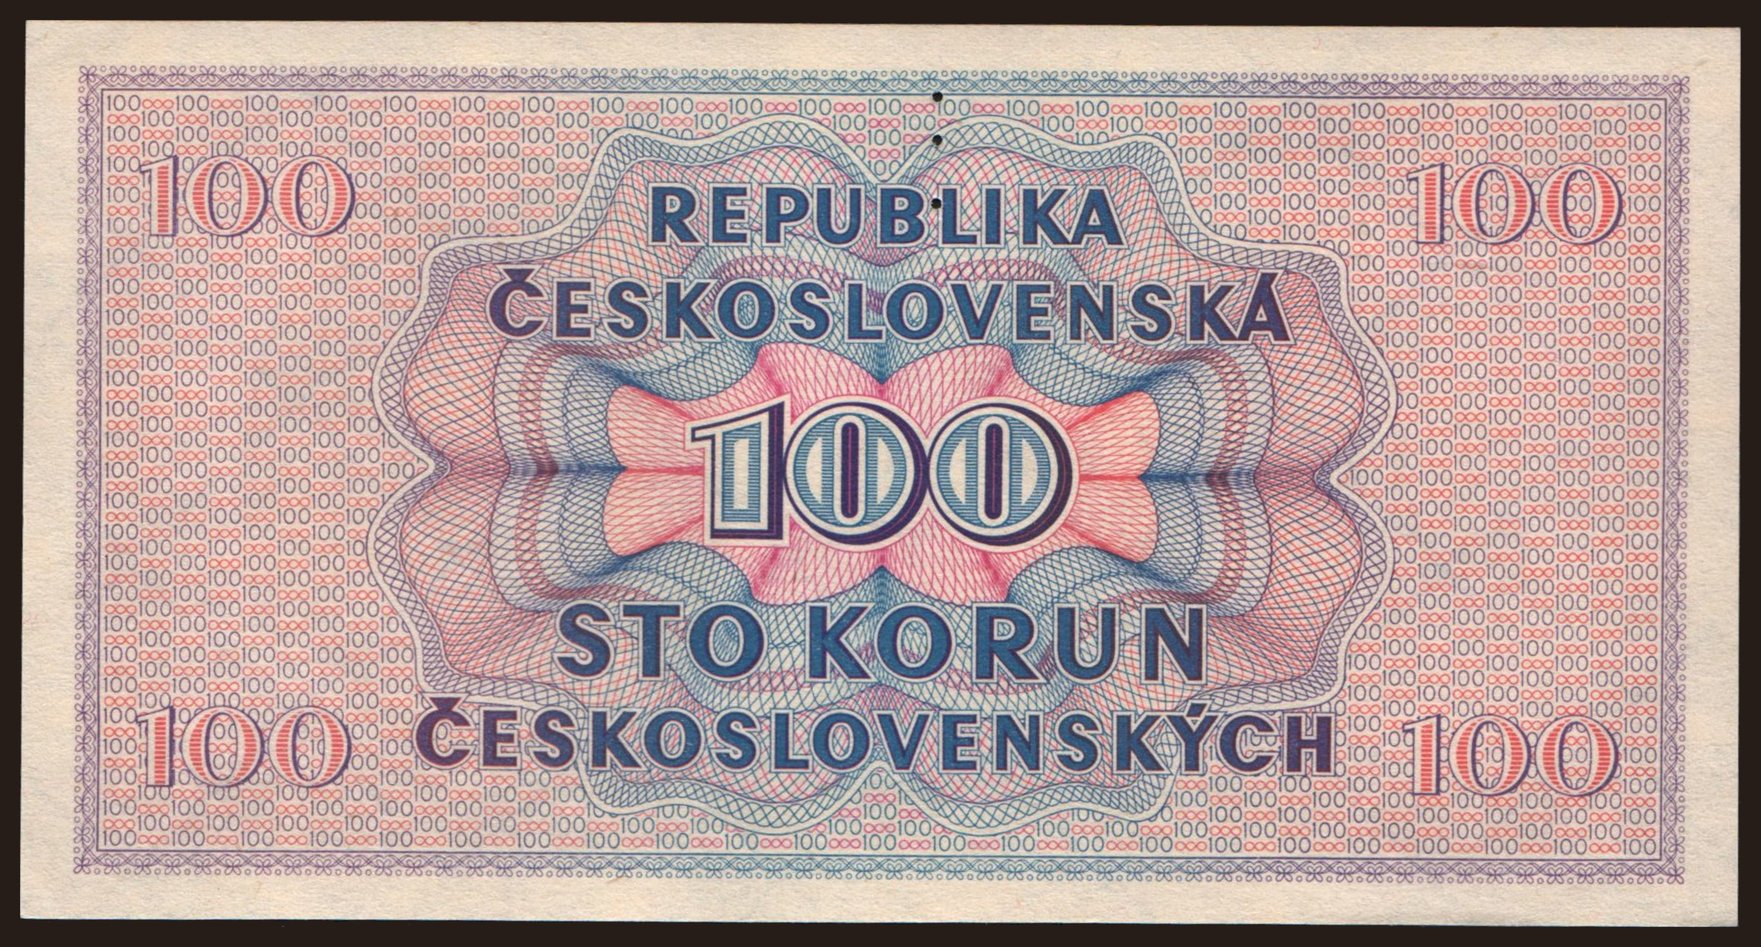 100 100
REPUBLIKA
ČESKOSLOVENSKÁ
100
STO KORUN
ČESKOSLOVENSKÝCH
100 100